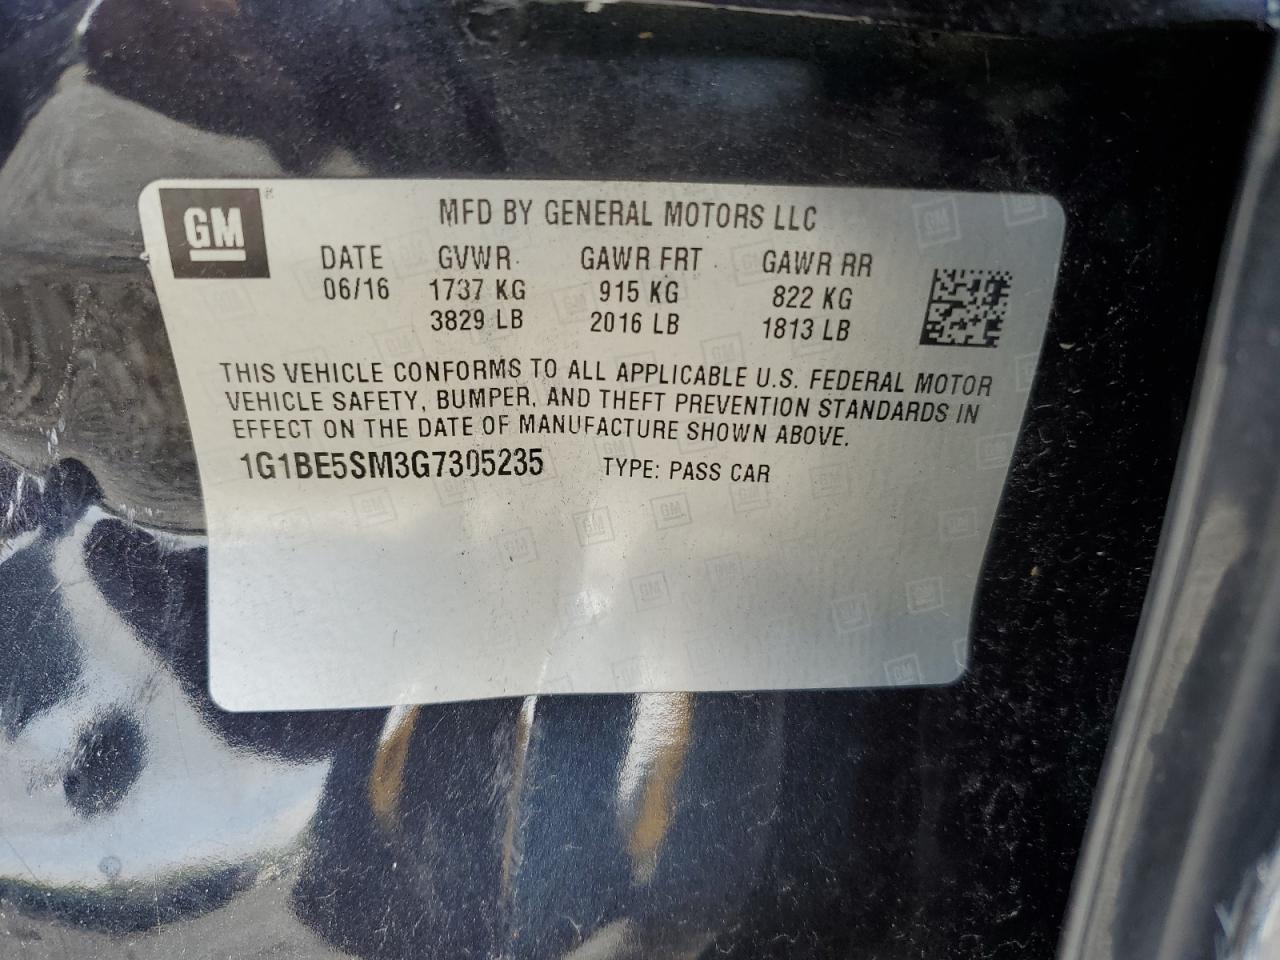 GM
MFD BY GENERAL MOTORS LLC
DATE GVWR GAWR FRT GAWR RR
06/16 1737 KG 915 KG 822 KG
3829 LB 2016 LB 1813 LB
THIS VEHICLE CONFORMS TO ALL APPLICABLE U.S. FEDERAL MOTOR
VEHICLE SAFETY, BUMPER, AND THEFT PREVENTION STANDARDS IN
EFFECT ON THE DATE OF MANUFACTURE SHOWN ABOVE.
1G1BE5SM3G7305235 TYPE: PASS CAR